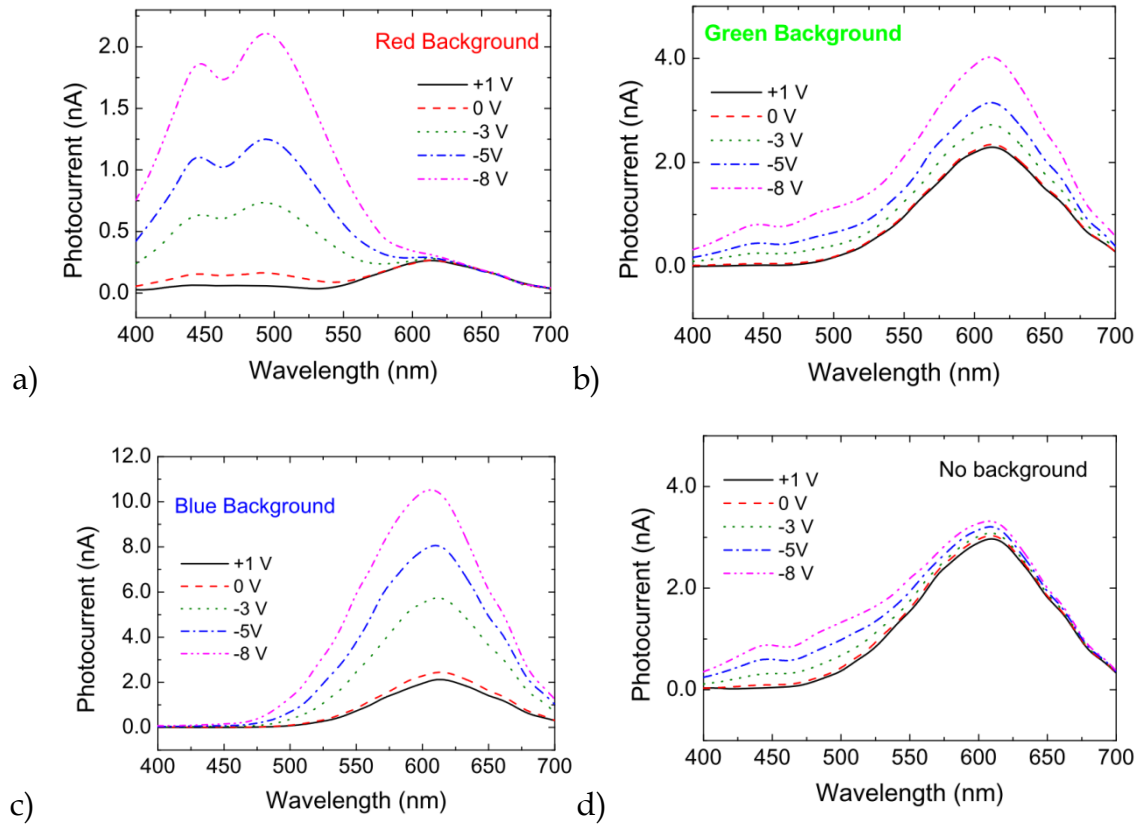 Red Background
+1 V
0 V
-3 V
-5V
-8 V
2.0
1.5
1.0
0.5
0.0
Photocurrent (nA)
400 450 500 550 600 650 700
Wavelength (nm)
a)
Green Background
+1 V
0 V
-3 V
-5V
-8 V
4.0
2.0
0.0
Photocurrent (nA)
400 450 500 550 600 650 700
Wavelength (nm)
b)
Blue Background
+1 V
0 V
-3 V
-5V
-8 V
12.0
10.0
8.0
6.0
4.0
2.0
0.0
Photocurrent (nA)
400 450 500 550 600 650 700
Wavelength (nm)
c)
No background
+1 V
0 V
-3 V
-5V
-8 V
4.0
2.0
0.0
Photocurrent (nA)
400 450 500 550 600 650 700
Wavelength (nm)
d)